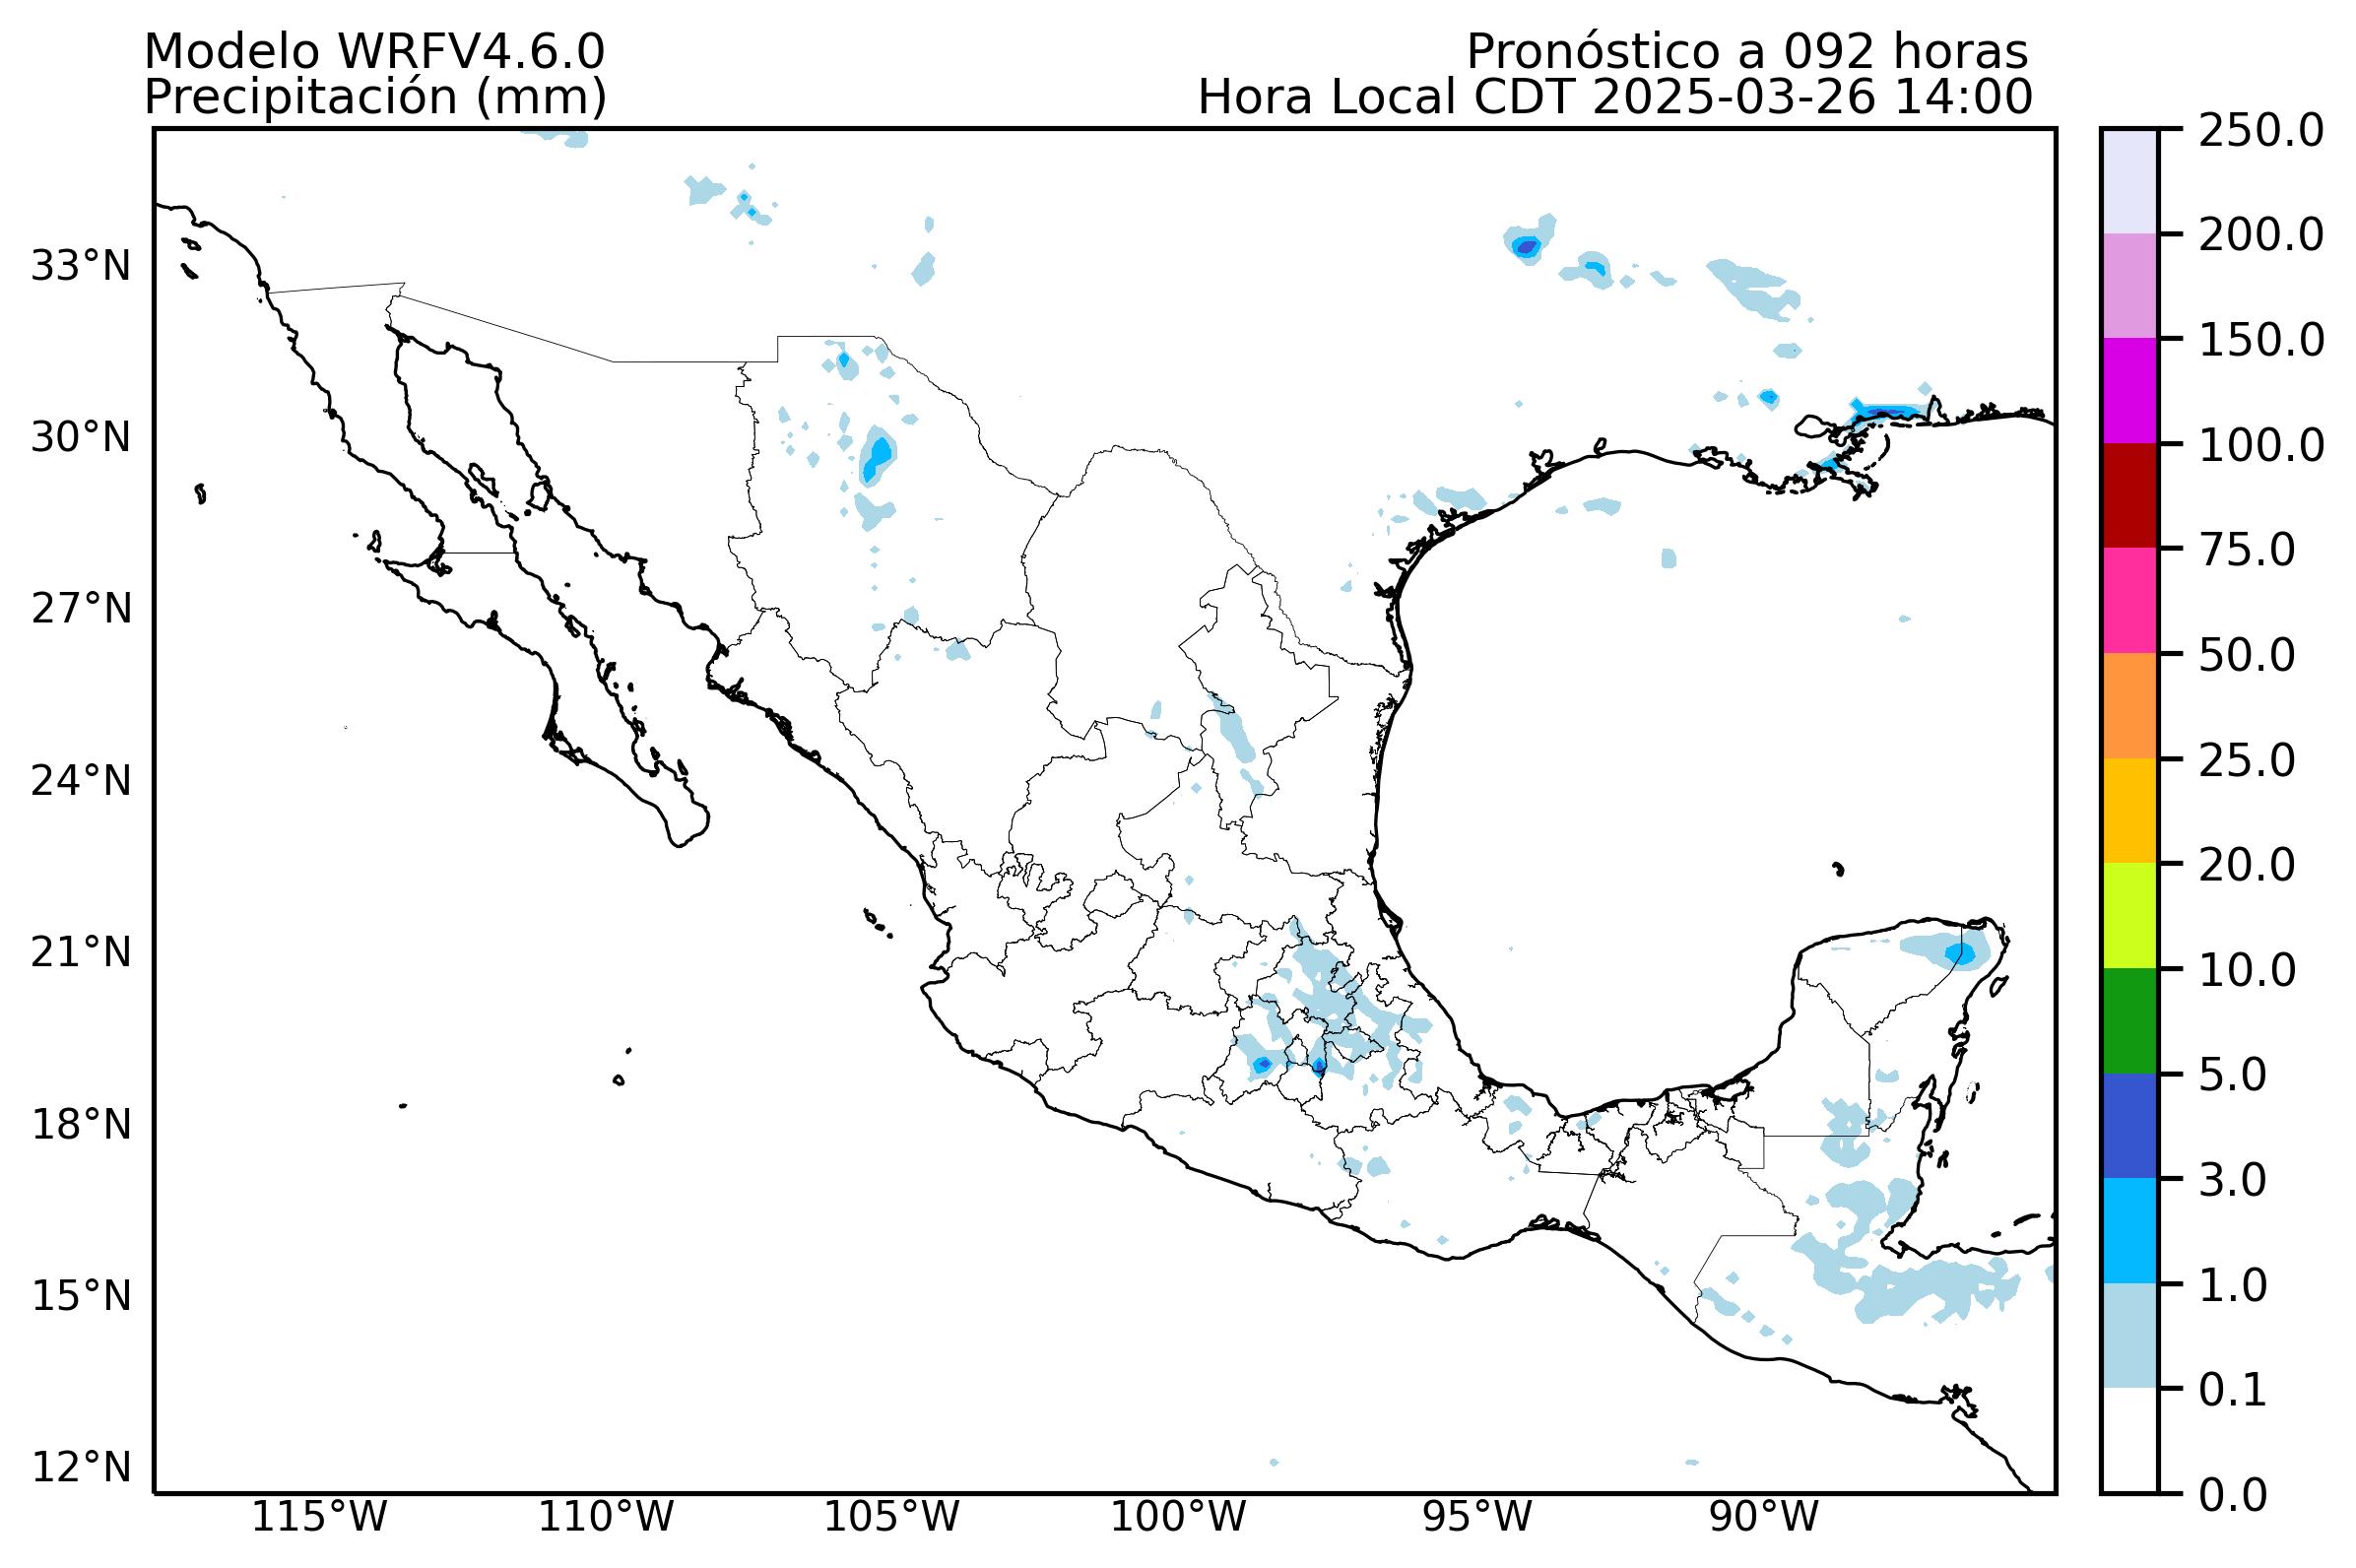 Modelo WRFV4.6.0
Precipitación (mm)
Pronóstico a 092 horas
Hora Local CDT 2025-03-26 14:00
33°N
30°N
27°N
24°N
21°N
18°N
15°N
12°N
115°W
110°W
105°W
100°W
95°W
90°W
250.0
200.0
150.0
100.0
75.0
50.0
25.0
20.0
10.0
5.0
3.0
1.0
0.1
0.0